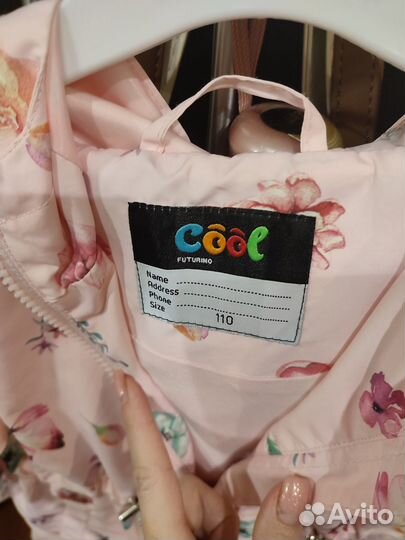 Cool
FUTURINO
Name
Address
Phone
Size 110
Avito